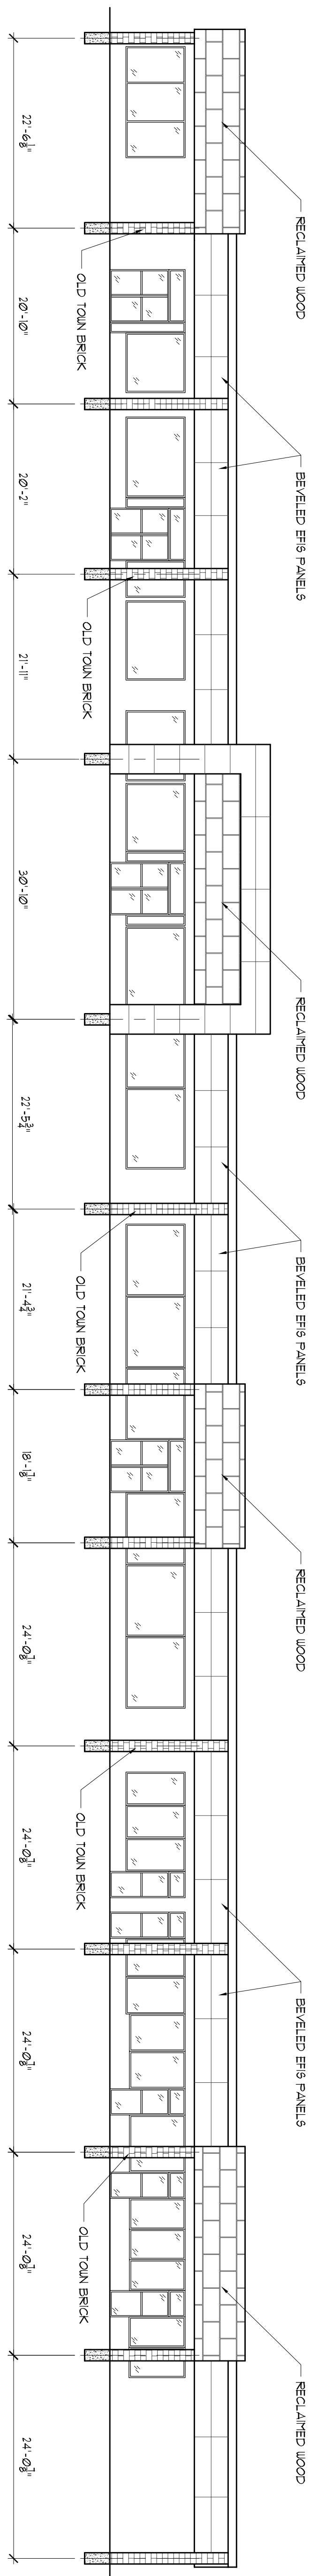 RECLAIMED WOOD
BEVELED EFIS PANELS
RECLAIMED WOOD
BEVELED EFIS PANELS
RECLAIMED WOOD
BEVELED EFIS PANELS
RECLAIMED WOOD
OLD TOWN BRICK
OLD TOWN BRICK
OLD TOWN BRICK
OLD TOWN BRICK
OLD TOWN BRICK
22'-6 1/8"
20'-10"
20'-2"
21'-11"
30'-10"
22'-5 3/4"
21'-4 3/4"
18'-1 7/8"
24'-0 7/8"
24'-0 7/8"
24'-0 7/8"
24'-0 7/8"
24'-0 7/8"